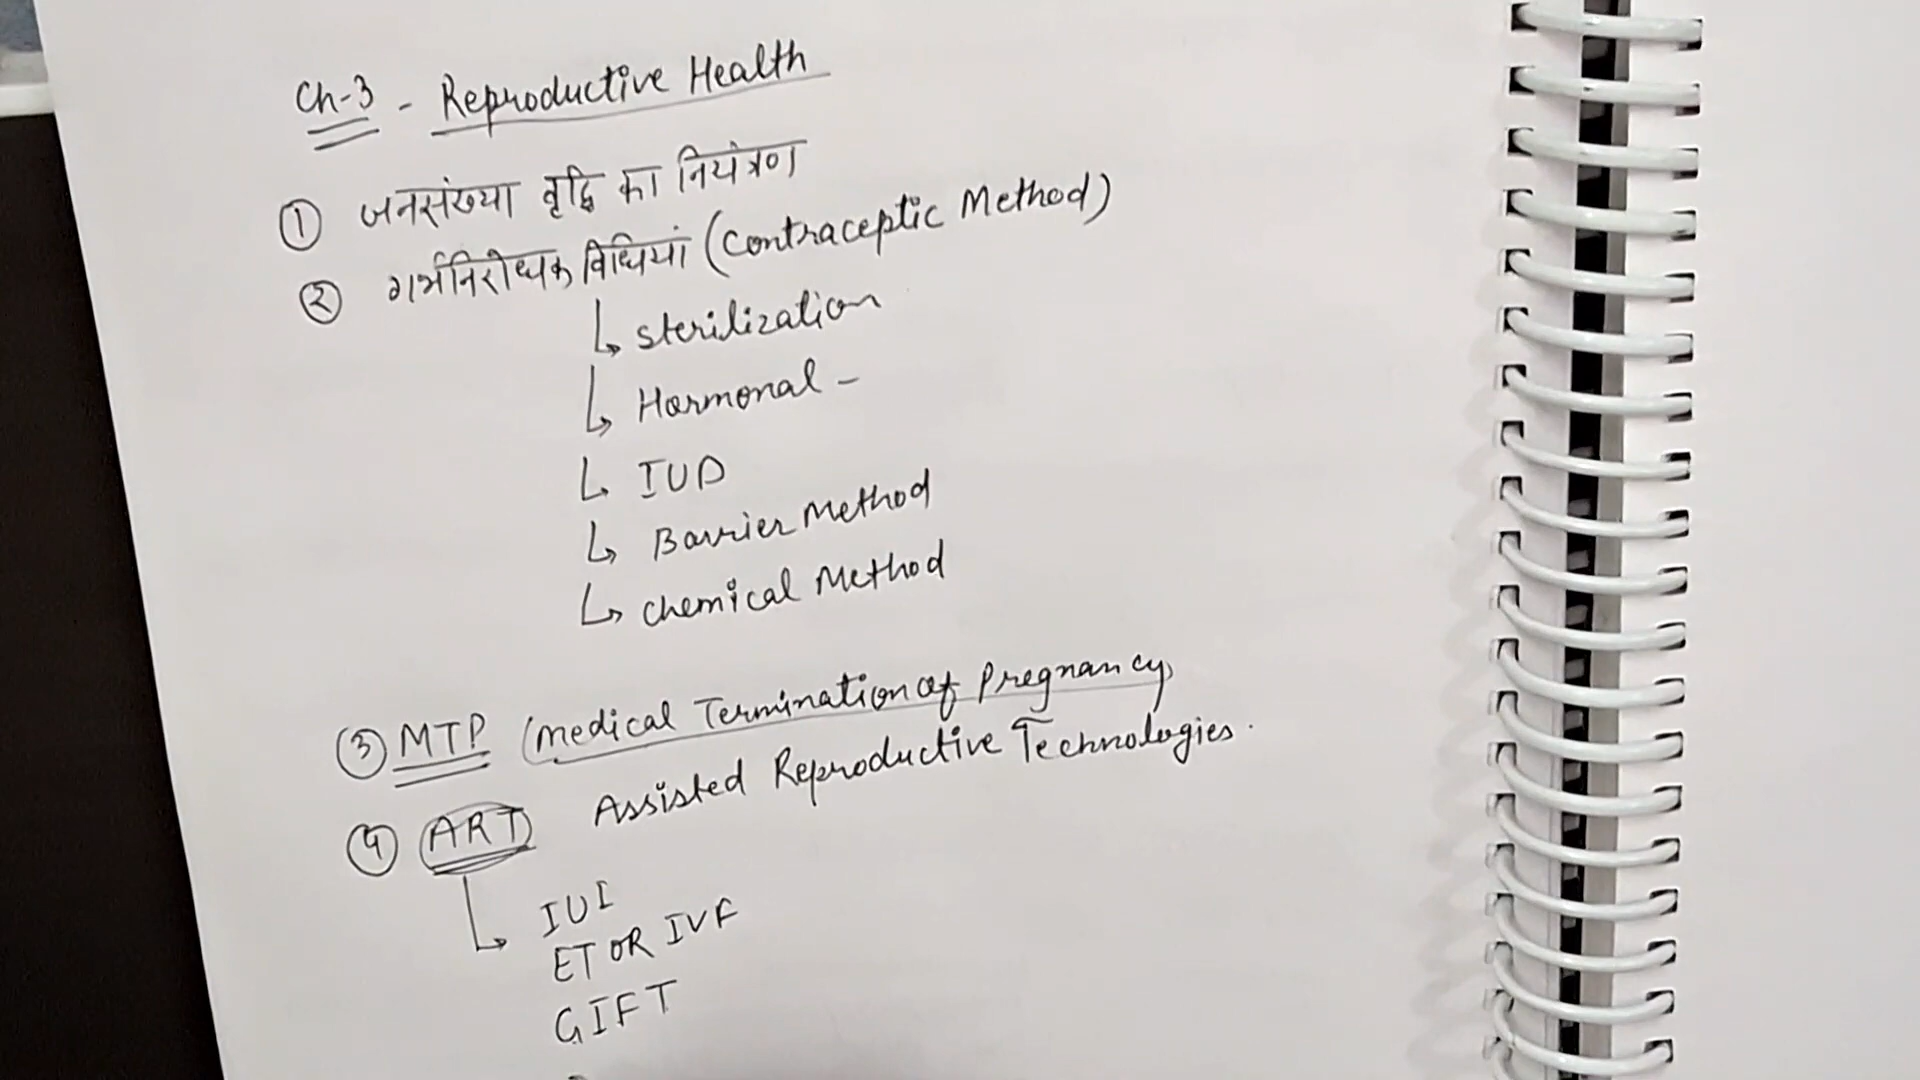 Ch-3 - Reproductive Health
① जनसंख्या वृद्धि का नियंत्रण
② गर्भनिरोधक विधियां (Contraceptic Method)
↳ sterilization
↳ Hormonal -
↳ IUD
↳ Barrier Method
↳ chemical Method
③ MTP (Medical Termination of Pregnancy,
④ ART Assisted Reproductive Technologies.
↳ IUI
ET OR IVF
GIFT